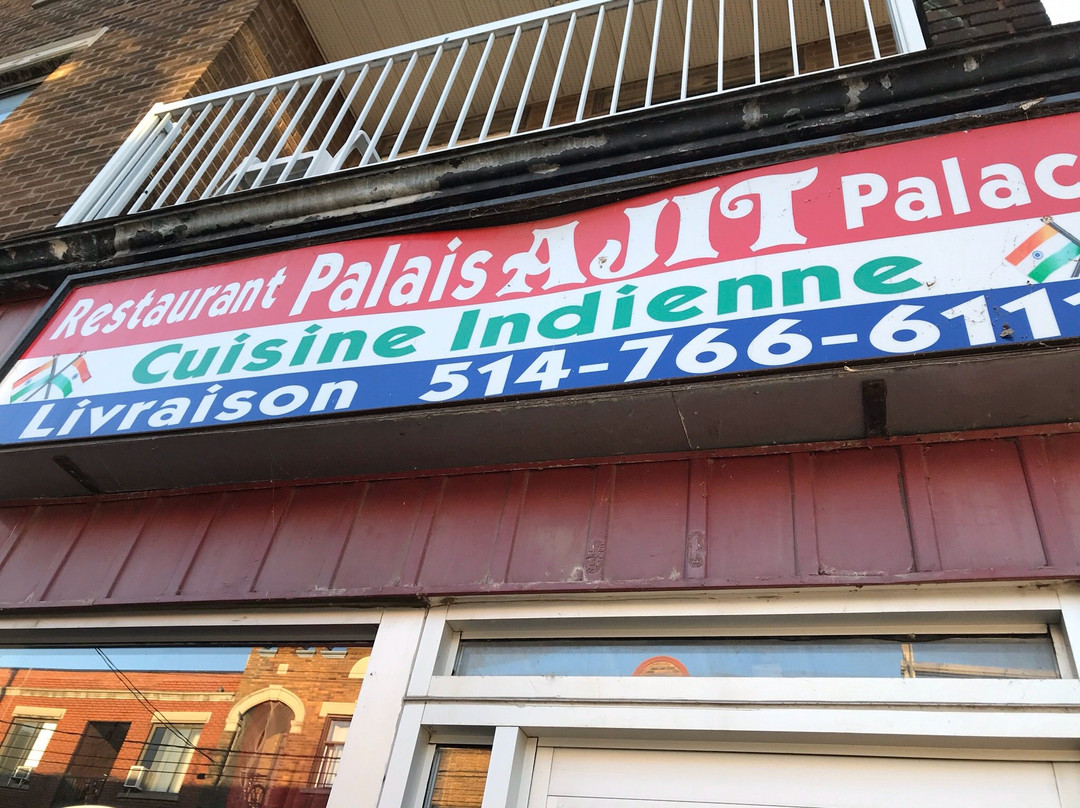 Restaurant Palais AJIT Palac
Cuisine Indienne
Livraison 514-766-611